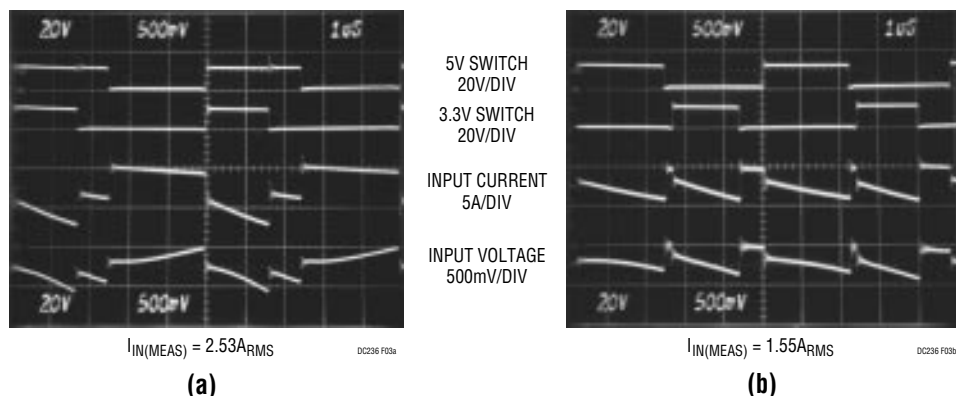 20V 500mV 1uS
5V SWITCH
20V/DIV
3.3V SWITCH
20V/DIV
INPUT CURRENT
5A/DIV
INPUT VOLTAGE
500mV/DIV
20V 500mV
I_IN(MEAS) = 2.53A_RMS
DC236 F03a
(a)
20V 500mV 1uS
20V 500mV
I_IN(MEAS) = 1.55A_RMS
DC236 F03b
(b)